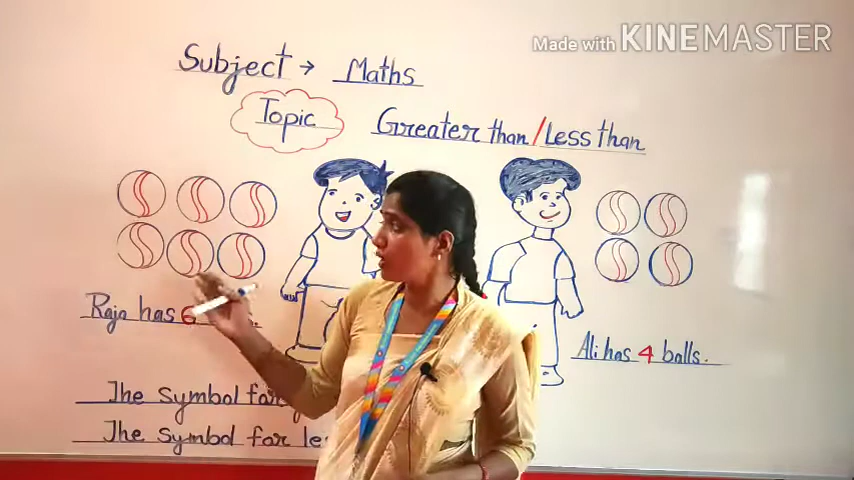 Made with KINEMASTER
Subject → Maths
Topic Greater than/Less than
Raja has 6
Ali has 4 balls.
The symbol for
The symbol for